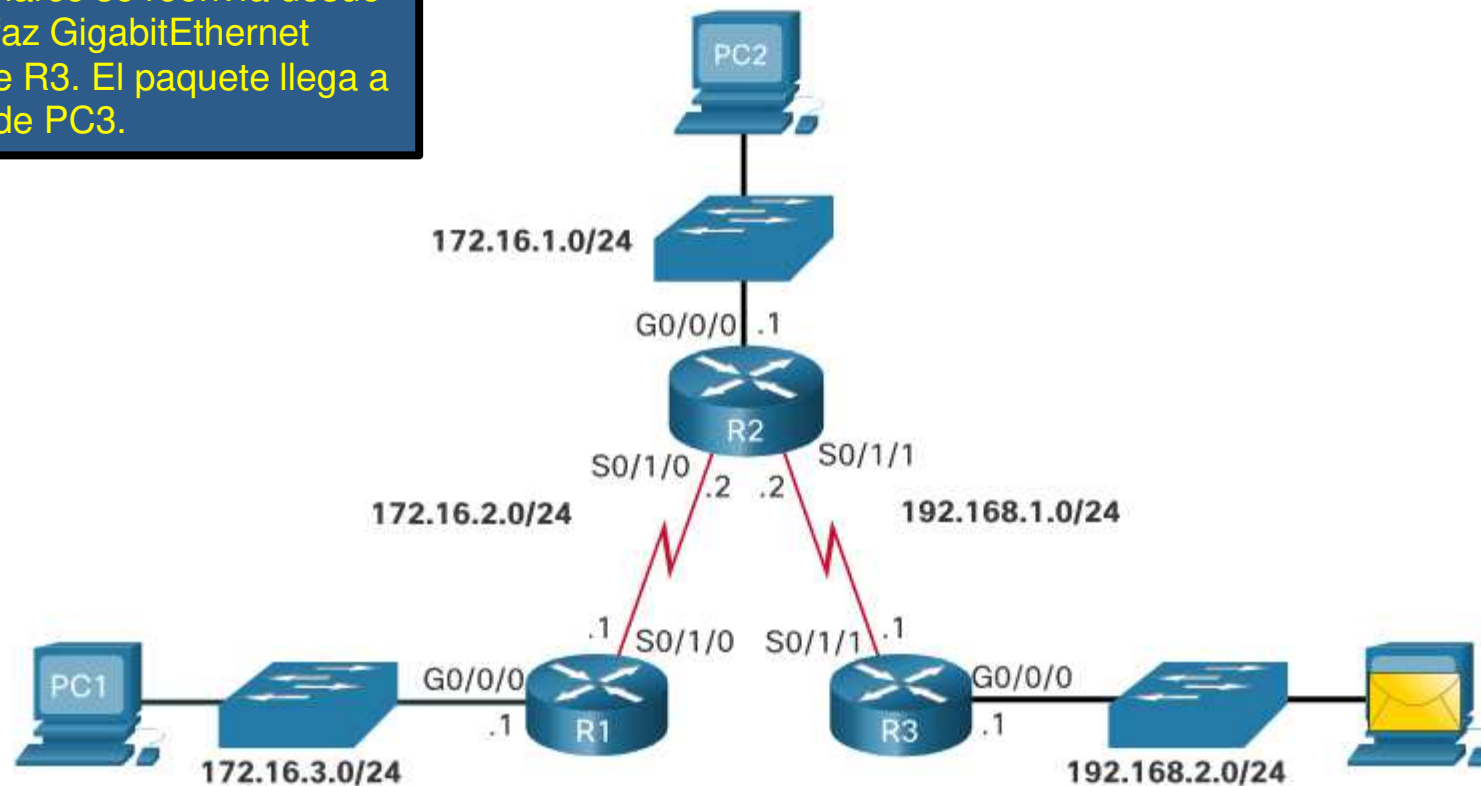 az GigabitEthernet
e R3. El paquete llega a
de PC3.
PC2
172.16.1.0/24
G0/0/0 .1
R2
S0/1/0 .2 .2 S0/1/1
172.16.2.0/24 192.168.1.0/24
.1 S0/1/0 S0/1/1 .1
PC1 G0/0/0 .1 R1 R3 G0/0/0 .1
172.16.3.0/24 192.168.2.0/24